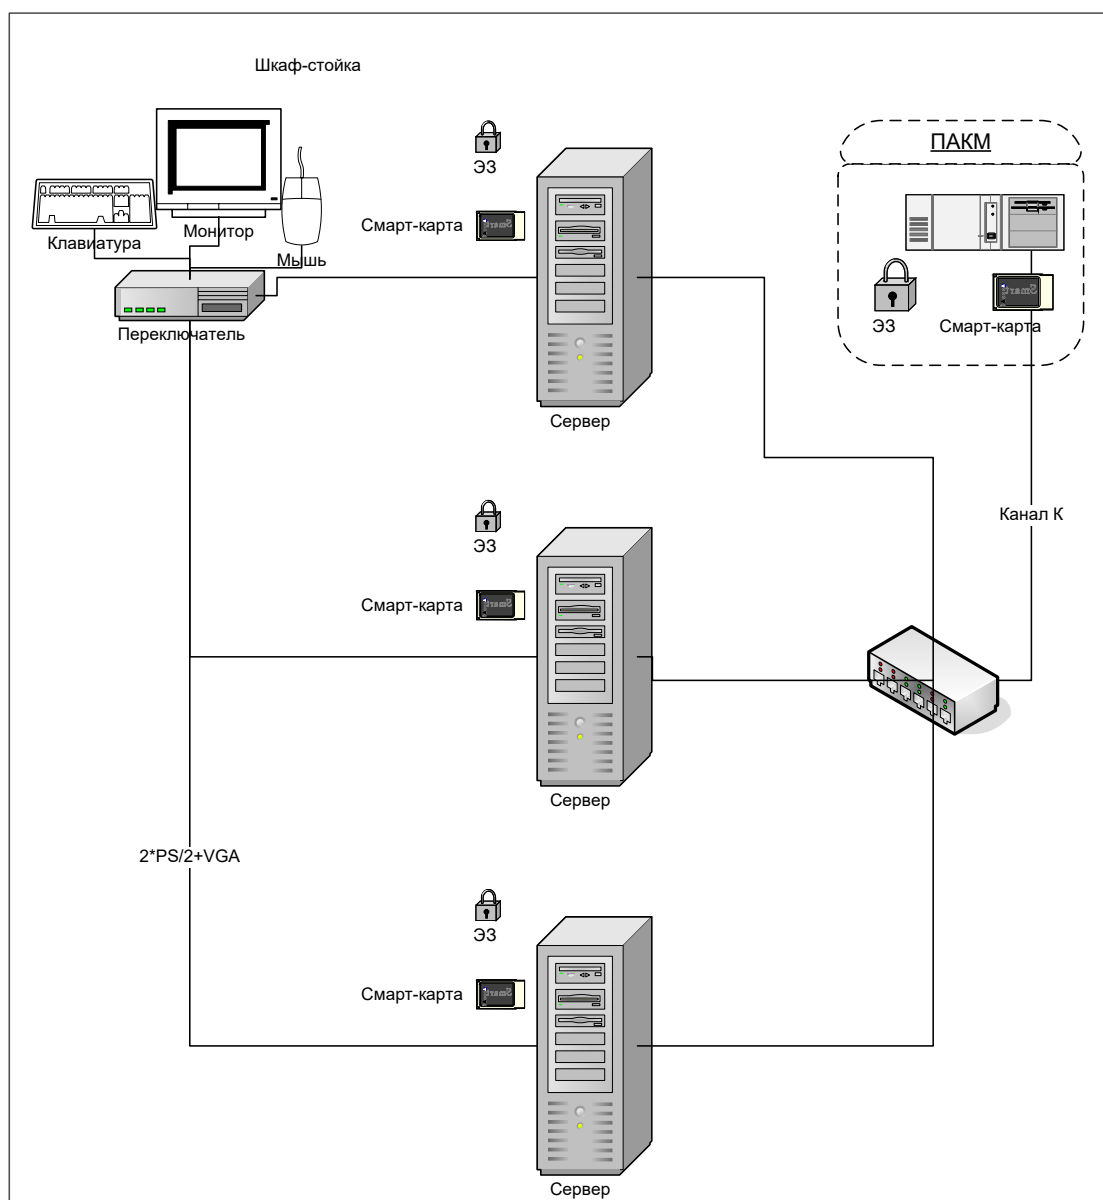 Шкаф-стойка
ПАКМ
ЭЗ
Смарт-карта
Клавиатура
Монитор
Мышь
ЭЗ
Смарт-карта
Переключатель
Сервер
Канал К
ЭЗ
Смарт-карта
Сервер
2*PS/2+VGA
ЭЗ
Смарт-карта
Сервер